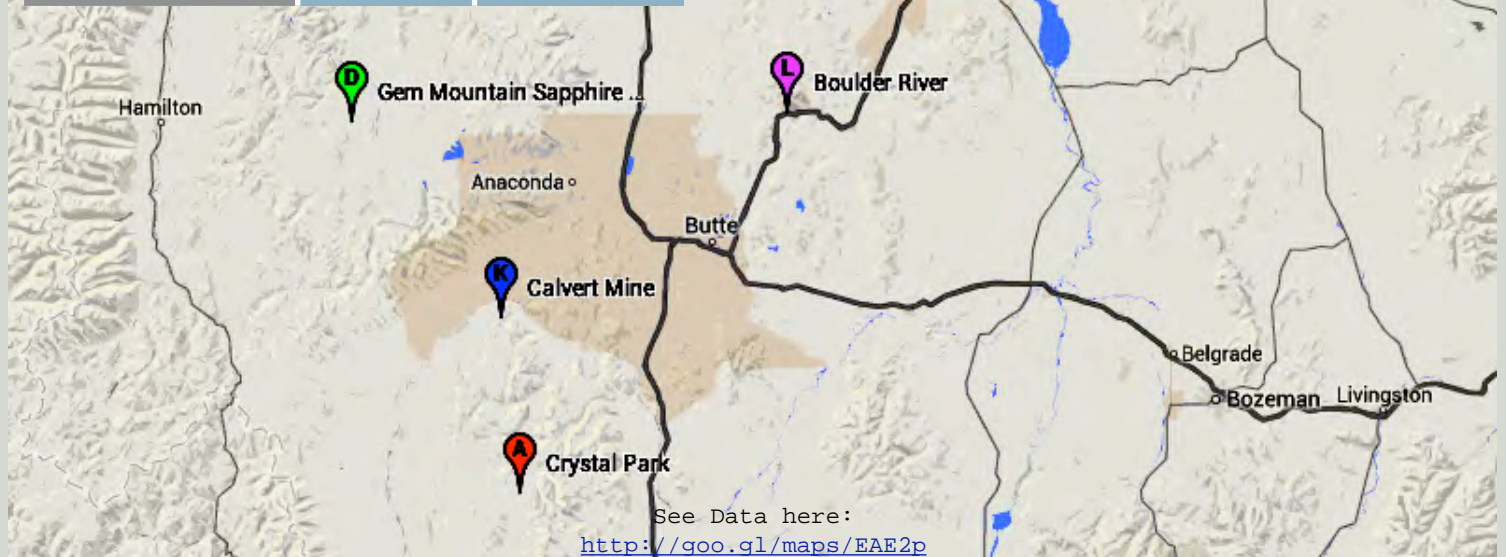 D
Gem Mountain Sapphire ...
L
Boulder River
Hamilton
Anaconda
Butte
K
Calvert Mine
Belgrade
Bozeman
Livingston
A
Crystal Park
See Data here:
http://goo.gl/maps/EAE2p